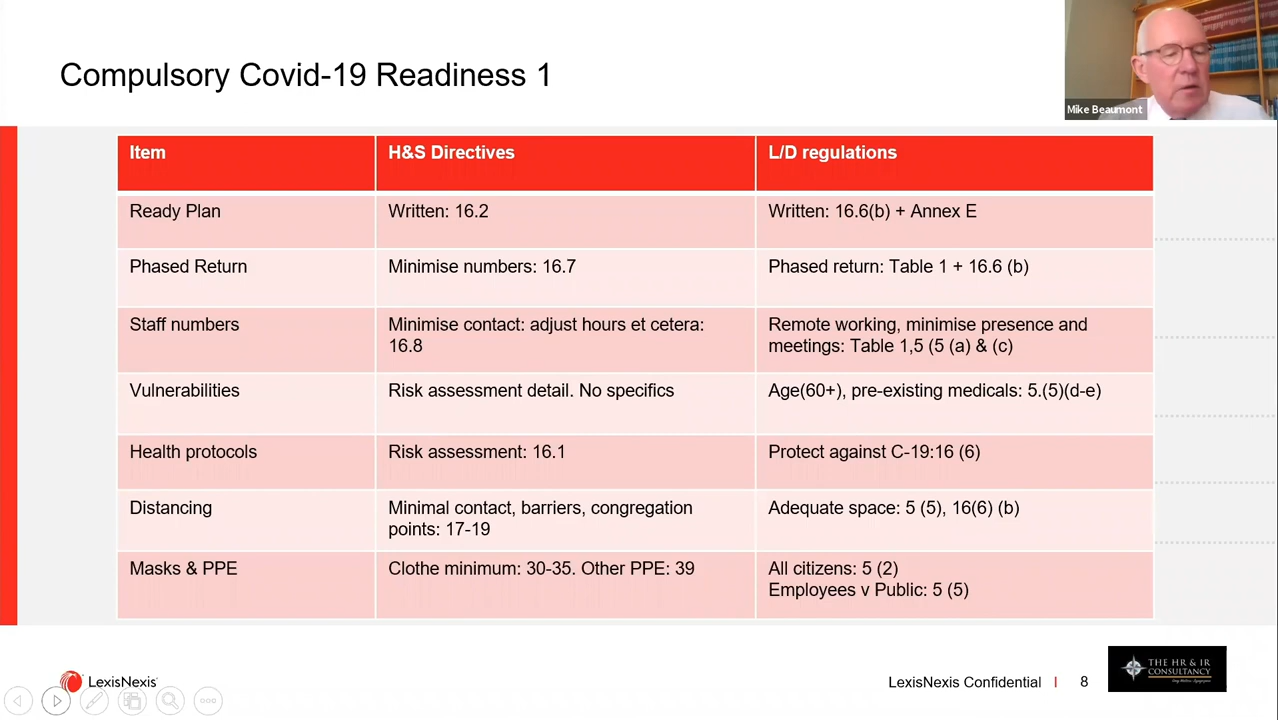 Compulsory Covid-19 Readiness 1
Mike Beaumont
Item
H&S Directives
L/D regulations
Ready Plan
Written: 16.2
Written: 16.6(b) + Annex E
Phased Return
Minimise numbers: 16.7
Phased return: Table 1 + 16.6 (b)
Staff numbers
Minimise contact: adjust hours et cetera:
16.8
Remote working, minimise presence and
meetings: Table 1,5 (5 (a) & (c)
Vulnerabilities
Risk assessment detail. No specifics
Age(60+), pre-existing medicals: 5.(5)(d-e)
Health protocols
Risk assessment: 16.1
Protect against C-19:16 (6)
Distancing
Minimal contact, barriers, congregation
points: 17-19
Adequate space: 5 (5), 16(6) (b)
Masks & PPE
Clothe minimum: 30-35. Other PPE: 39
All citizens: 5 (2)
Employees v Public: 5 (5)
LexisNexis
LexisNexis Confidential
8
THE HR & IR
CONSULTANCY